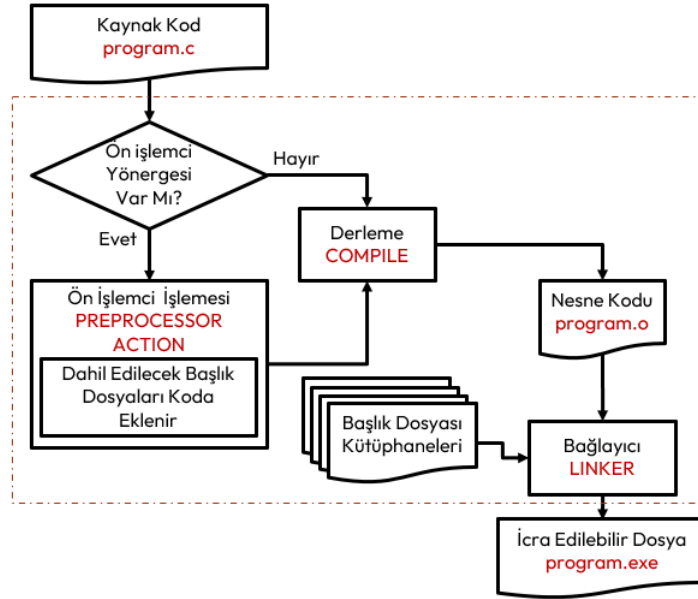 Kaynak Kod
program.c
Ön işlemci
Yönergesi
Var Mı?
Hayır
Evet
Derleme
COMPILE
Ön İşlemci İşlemesi
PREPROCESSOR
ACTION
Dahil Edilecek Başlık
Dosyaları Koda
Eklenir
Nesne Kodu
program.o
Başlık Dosyası
Kütüphaneleri
Bağlayıcı
LINKER
İcra Edilebilir Dosya
program.exe